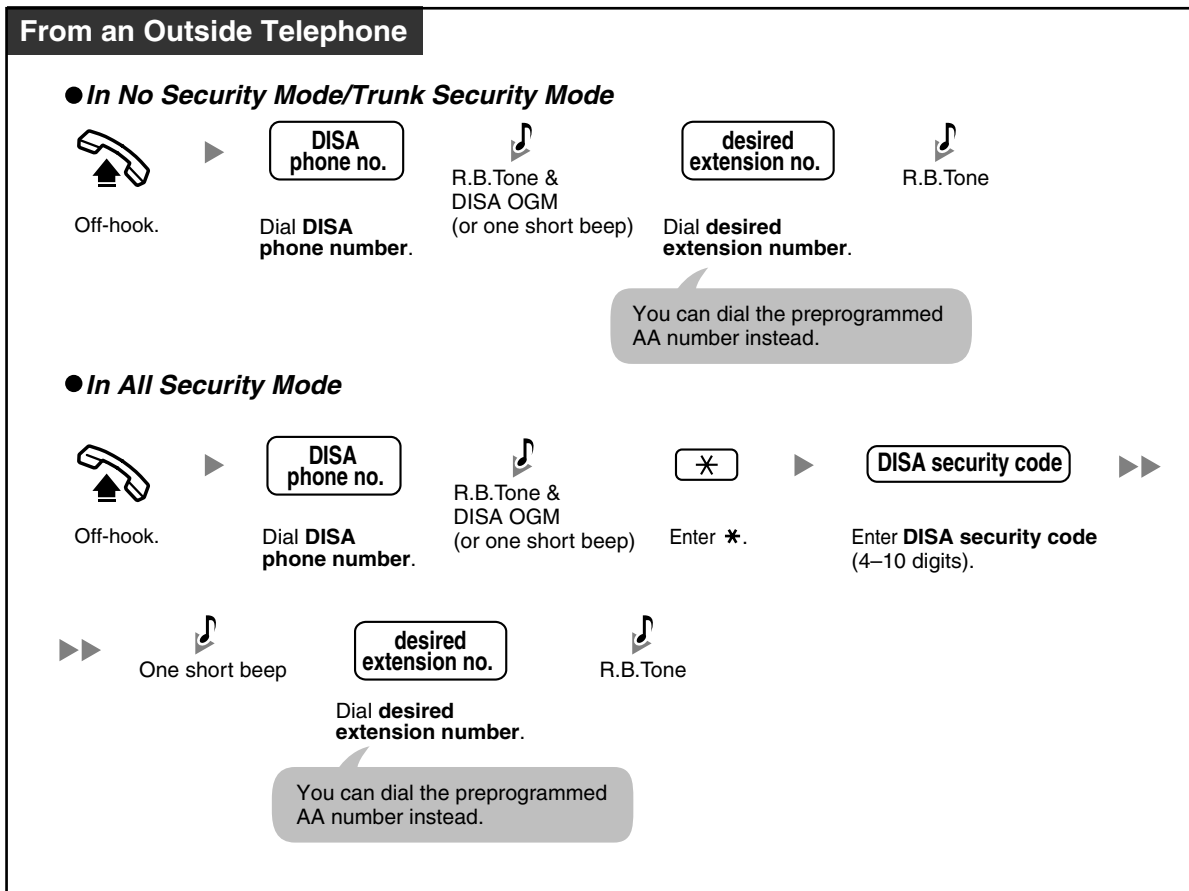 From an Outside Telephone
●In No Security Mode/Trunk Security Mode
Off-hook.
DISA
phone no.
Dial DISA
phone number.
R.B.Tone &
DISA OGM
(or one short beep)
desired
extension no.
Dial desired
extension number.
R.B.Tone
You can dial the preprogrammed
AA number instead.
●In All Security Mode
Off-hook.
DISA
phone no.
Dial DISA
phone number.
R.B.Tone &
DISA OGM
(or one short beep)
*
Enter *.
DISA security code
Enter DISA security code
(4–10 digits).
One short beep
desired
extension no.
Dial desired
extension number.
R.B.Tone
You can dial the preprogrammed
AA number instead.